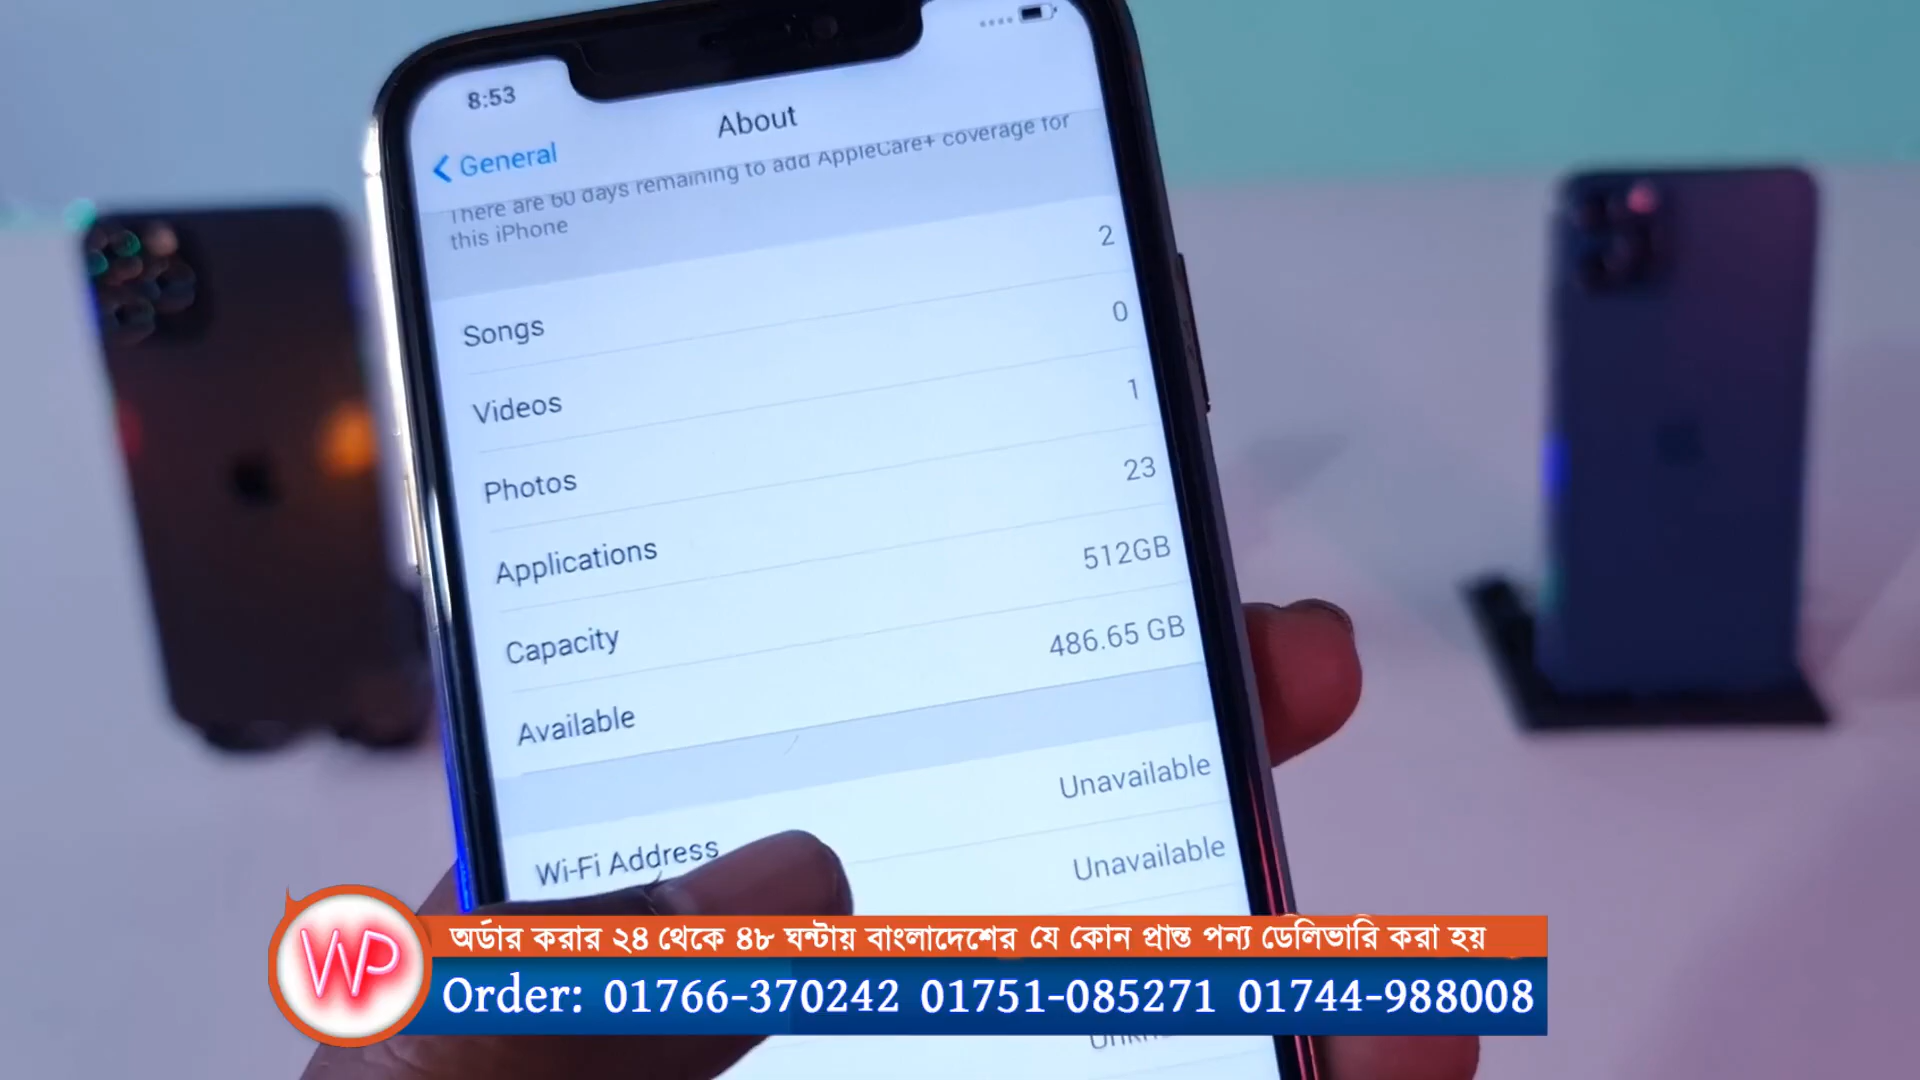 8:53
About
General
There are 60 days remaining to add AppleCare+ coverage for
this iPhone
Songs 2
Videos 0
Photos 1
Applications 23
Capacity 512GB
Available 486.65 GB
Wi-Fi Address Unavailable
Unavailable
WP
অর্ডার করার ২৪ থেকে ৪৮ ঘন্টায় বাংলাদেশের যে কোন প্রান্ত পন্য ডেলিভারি করা হয়
Order: 01766-370242 01751-085271 01744-988008